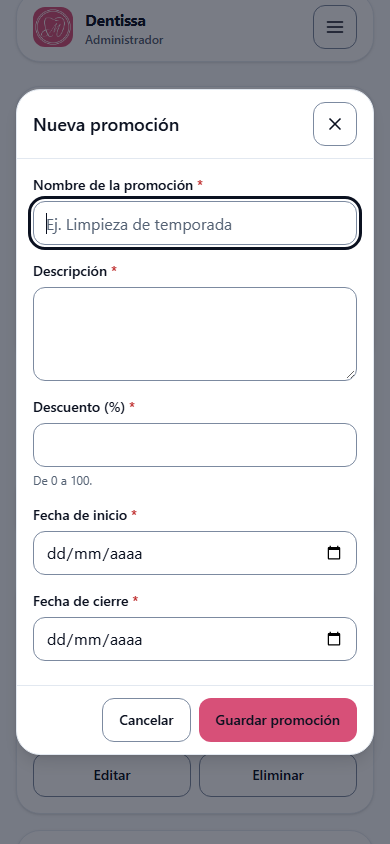 Dentissa
Administrador
Nueva promoción
Nombre de la promoción *
Ej. Limpieza de temporada
Descripción *
Descuento (%) *
De 0 a 100.
Fecha de inicio *
dd/mm/aaaa
Fecha de cierre *
dd/mm/aaaa
Cancelar
Guardar promoción
Editar
Eliminar